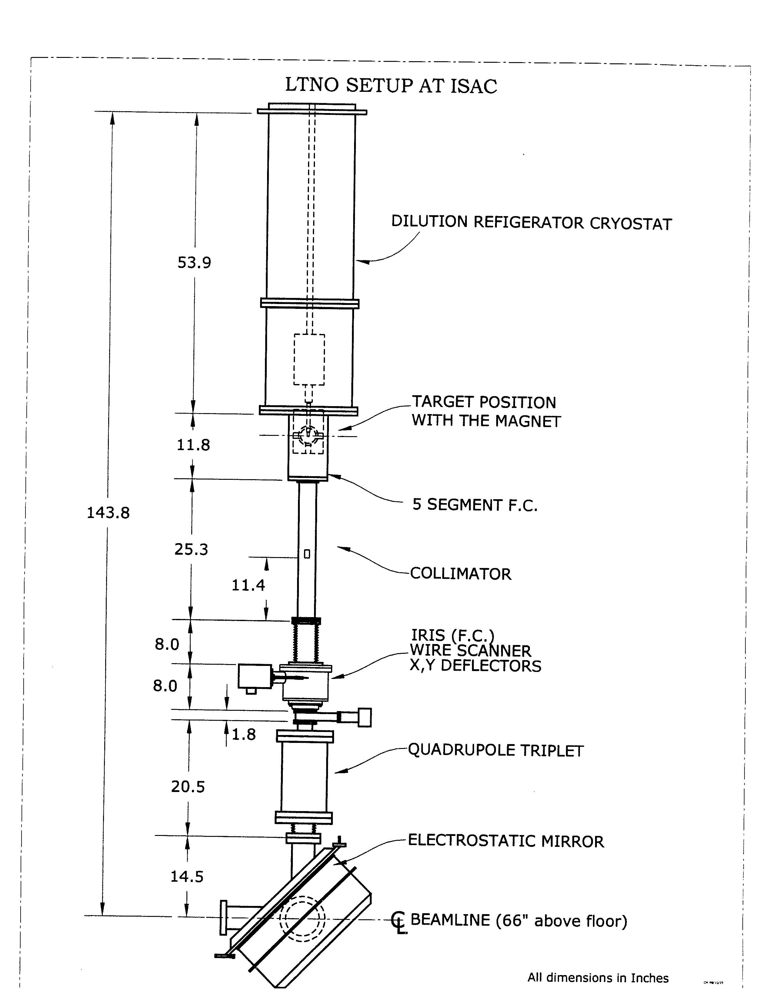 LTNO SETUP AT ISAC
DILUTION REFIGERATOR CRYOSTAT
53.9
TARGET POSITION
WITH THE MAGNET
11.8
5 SEGMENT F.C.
143.8
25.3
COLLIMATOR
11.4
IRIS (F.C.)
WIRE SCANNER
X,Y DEFLECTORS
8.0
8.0
1.8
QUADRUPOLE TRIPLET
20.5
ELECTROSTATIC MIRROR
14.5
CL BEAMLINE (66" above floor)
All dimensions in Inches